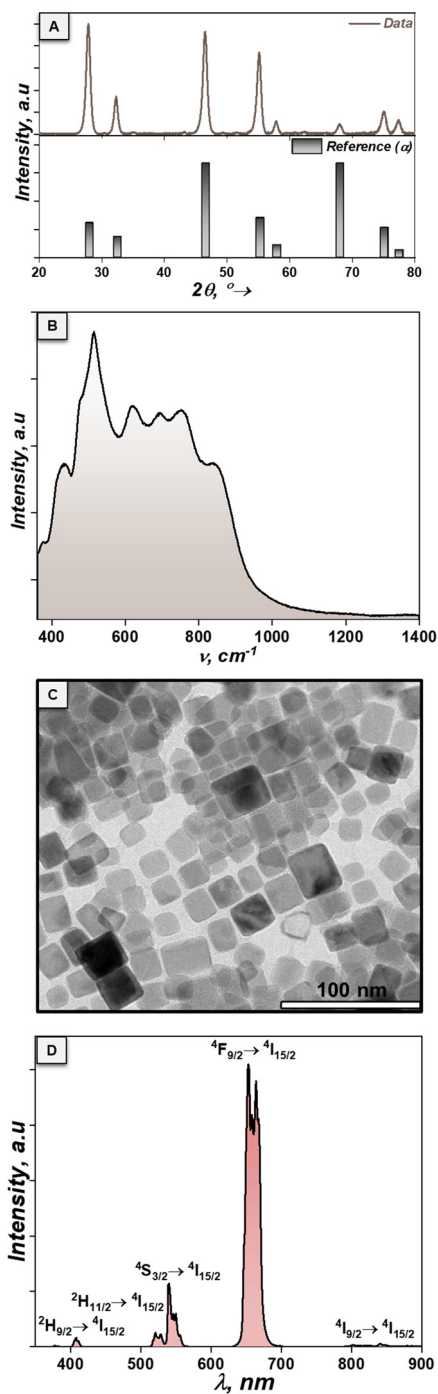 A
Data
Intensity, a.u
Reference (α)
20 30 40 50 60 70 80
2θ, °→
B
Intensity, a.u
400 600 800 1000 1200 1400
ν, cm-1
C
100 nm
D
⁴F9/2→⁴I15/2
Intensity, a.u
⁴S3/2→⁴I15/2
²H11/2→⁴I15/2
²H9/2→⁴I15/2
⁴I9/2→⁴I15/2
400 500 600 700 800 900
λ, nm